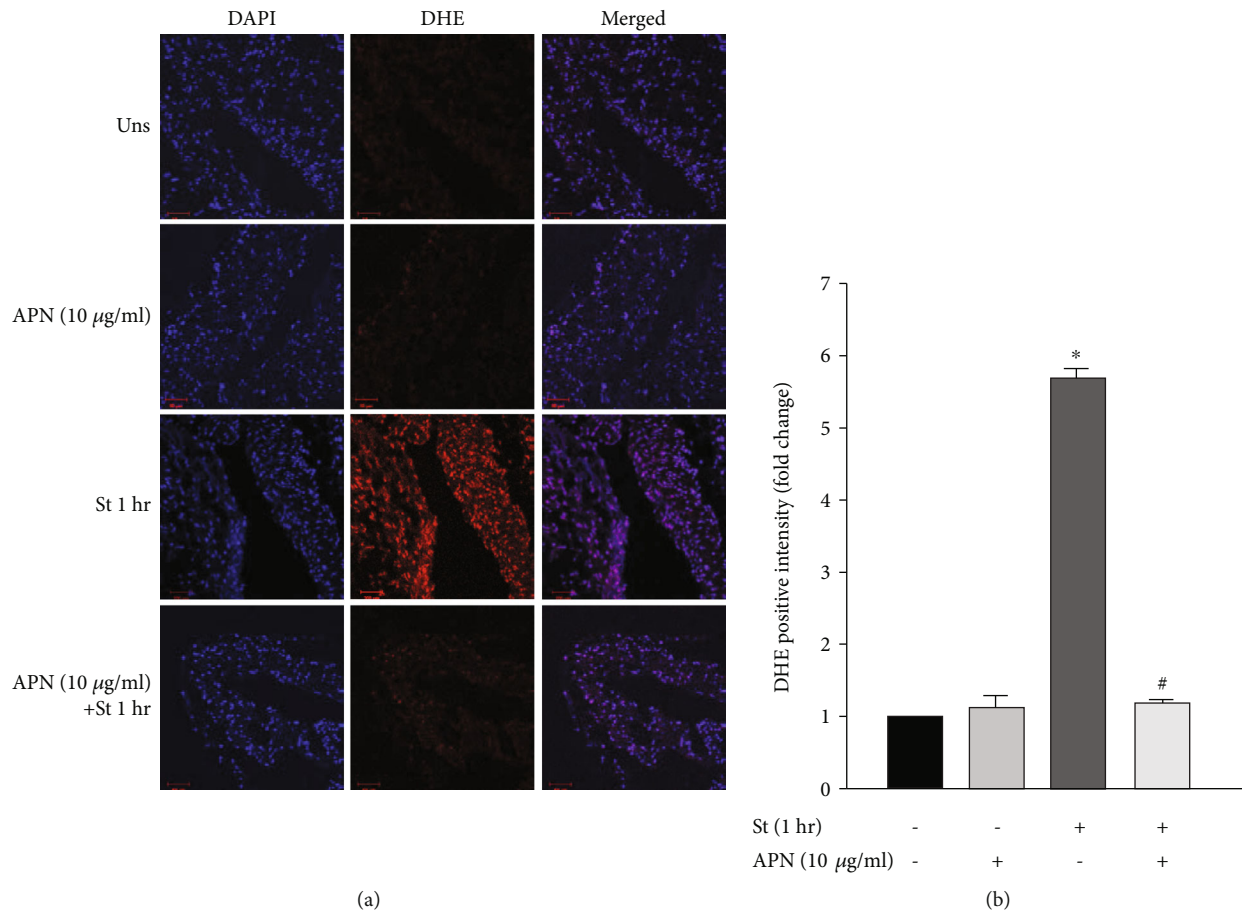 DAPI DHE Merged
Uns
APN (10 μg/ml)
St 1 hr
APN (10 μg/ml)
+St 1 hr
(a)
DHE positive intensity (fold change)
7
6
5
4
3
2
1
0
*
#
St (1 hr) - - + +
APN (10 μg/ml) - + - +
(b)